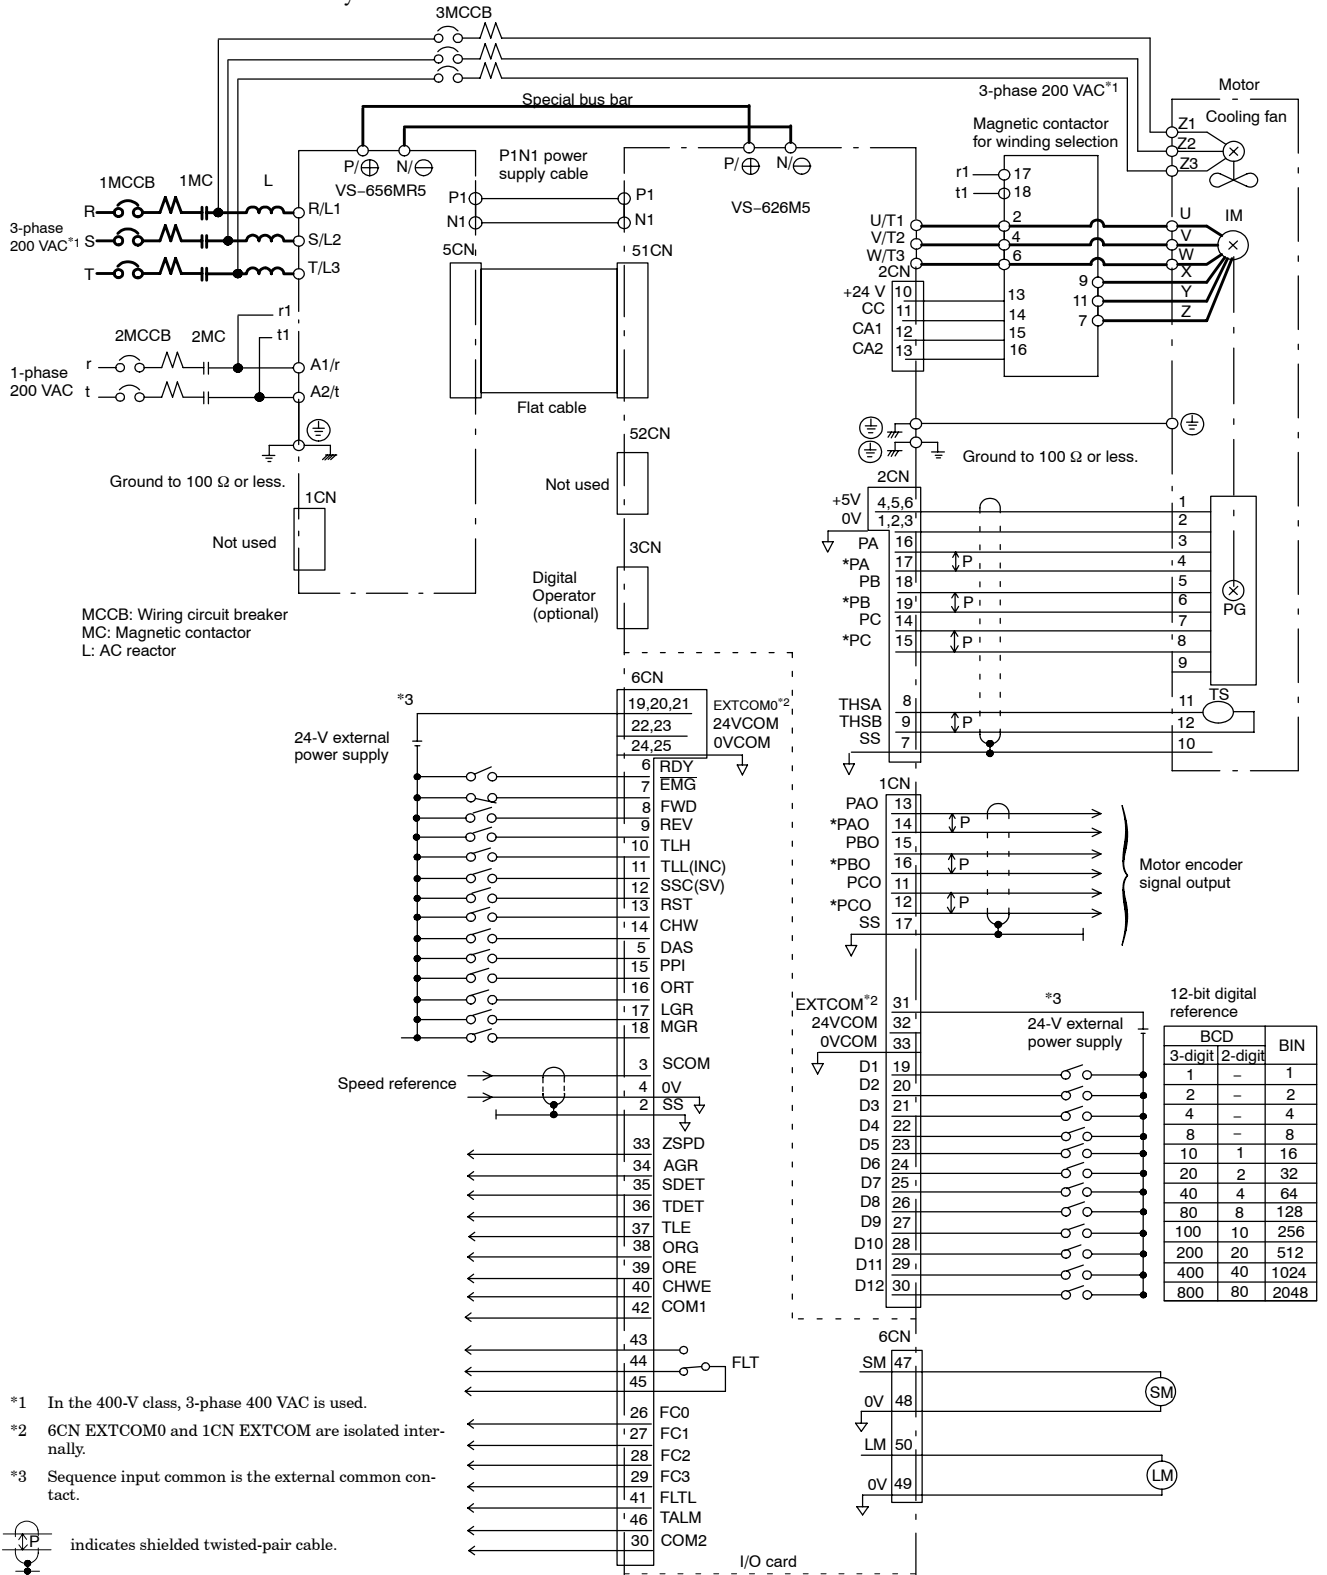 3MCCB
Special bus bar
3-phase 200 VAC*1
Motor
Cooling fan
Magnetic contactor
for winding selection
Z1
Z2
Z3
P/⊕
N/⊖
VS−656MR5
P1N1 power
supply cable
P/⊕
N/⊖
VS−626M5
r1
17
t1
18
1MCCB
1MC
L
P1
P1
N1
N1
3-phase
200 VAC*1
R
S
T
R/L1
S/L2
T/L3
U/T1
V/T2
W/T3
2
4
6
U
V
W
X
Y
Z
IM
9
11
7
5CN
51CN
2CN
+24 V
10
13
CC
11
14
CA1
12
15
CA2
13
16
r1
t1
2MCCB
2MC
1-phase
200 VAC
r
t
A1/r
A2/t
Flat cable
Ground to 100 Ω or less.
Ground to 100 Ω or less.
52CN
Not used
1CN
Not used
3CN
Digital
Operator
(optional)
MCCB: Wiring circuit breaker
MC: Magnetic contactor
L: AC reactor
2CN
+5V
4,5,6
1
0V
1,2,3
2
PA
16
3
*PA
17
P
4
PB
18
5
*PB
19
P
6
PC
14
7
*PC
15
P
8
9
PG
THSA
8
11
TS
THSB
9
P
12
SS
7
10
6CN
*3
19,20,21
EXTCOM0*2
22,23
24VCOM
24,25
0VCOM
24-V external
power supply
6 RDY
7 EMG
8 FWD
9 REV
10 TLH
11 TLL(INC)
12 SSC(SV)
13 RST
14 CHW
5 DAS
15 PPI
16 ORT
17 LGR
18 MGR
Speed reference
3 SCOM
4 0V
2 SS
33 ZSPD
34 AGR
35 SDET
36 TDET
37 TLE
38 ORG
39 ORE
40 CHWE
42 COM1
43
44
45
FLT
26 FC0
27 FC1
28 FC2
29 FC3
41 FLTL
46 TALM
30 COM2
I/O card
1CN
PAO 13
*PAO 14 P
PBO 15
*PBO 16 P
PCO 11
*PCO 12 P
SS 17
Motor encoder
signal output
EXTCOM*2 31
24VCOM 32
0VCOM 33
*3
24-V external
power supply
D1 19
D2 20
D3 21
D4 22
D5 23
D6 24
D7 25
D8 26
D9 27
D10 28
D11 29
D12 30
12-bit digital
reference
BCD BIN
3-digit 2-digit
1 − 1
2 − 2
4 − 4
8 − 8
10 1 16
20 2 32
40 4 64
80 8 128
100 10 256
200 20 512
400 40 1024
800 80 2048
6CN
SM 47
SM
0V 48
LM 50
LM
0V 49
*1 In the 400-V class, 3-phase 400 VAC is used.
*2 6CN EXTCOM0 and 1CN EXTCOM are isolated inter-
nally.
*3 Sequence input common is the external common con-
tact.
P
indicates shielded twisted-pair cable.